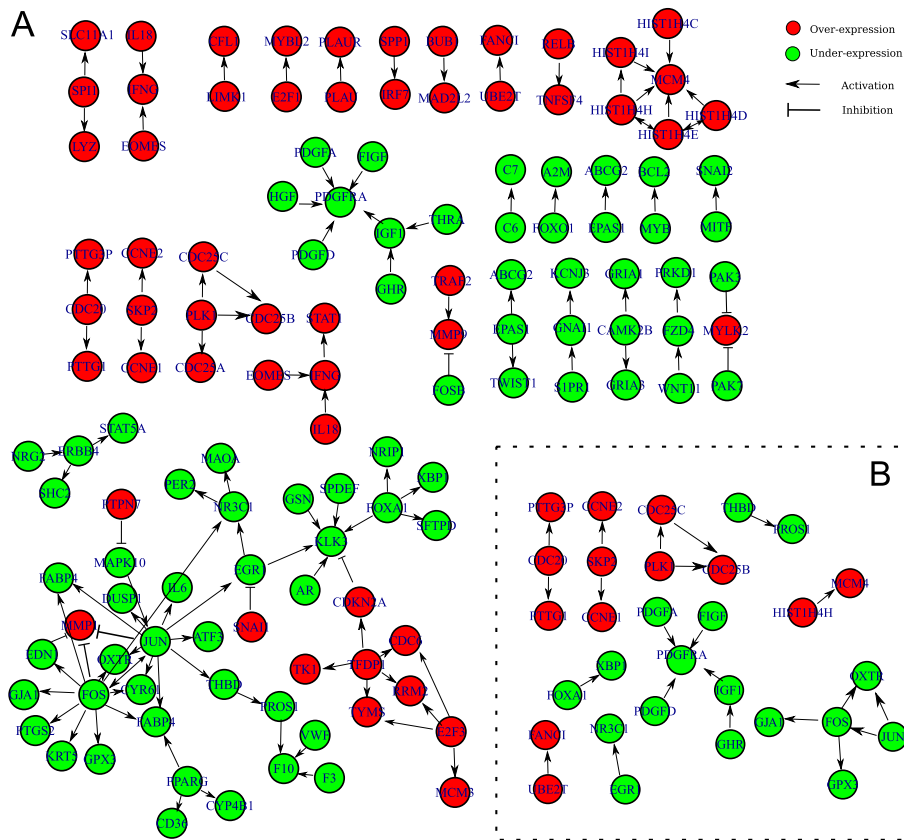 A
SLC11A1
IL18
CFL1
MYBL2
PLAUR
SPP1
BUB1
FANCI
RELB
HIST1H4C
HIST1H4I
MCM4
Over-expression
Under-expression
Activation
Inhibition
SPI1
IFNG
LIMK1
E2F1
PLAU
IRF7
MAD2L2
UBE2T
TNFSF4
HIST1H4H
HIST1H4D
HIST1H4E
LYZ
EOMES
PDGFA
FIGF
HGF
PDGFRA
IGF1
THRA
PDGFD
GHR
C7
A2M
ABCG2
BCL2
SNAI2
C6
FOXO1
EPAS1
MYB
MITF
PTTG3P
CCNE2
CDC25C
TRAF2
ABCG2
KCNJ3
GRIA1
PRKD1
PAK3
CDC20
SKP2
PLK1
CDC25B
STAT1
MMP9
EPAS1
GNA11
CAMK2B
FZD4
MYLK2
PTTG1
CCNE1
CDC25A
EOMES
IFNG
FOSB
TWIST1
S1PR1
GRIA3
WNT11
PAK7
IL18
STAT5A
NRG2
ERBB4
SHC2
MAOA
PER2
NR3C1
GSN
SPDEF
NRIP1
XBP1
FOXA1
SFTPD
KLK3
PTPN7
MAPK10
FABP4
DUSP1
IL6
EGR1
AR
CDKN2A
MMP1
SNAI1
CDC6
EDN1
OXTR
JUN
ATF3
TK1
TFDP1
GJA1
FOS
CYR61
THBD
RRM2
PTGS2
FABP4
PROS1
TYMS
E2F3
KRT5
GPX3
VWF
F10
F3
PPARG
MCM3
CD36
CYP4B1
B
PTTG3P
CCNE2
CDC25C
THBD
PROS1
CDC20
SKP2
PLK1
CDC25B
MCM4
HIST1H4H
PTTG1
CCNE1
PDGFA
FIGF
XBP1
PDGFRA
OXTR
FOXA1
IGF1
PDGFD
GJA1
FOS
JUN
FANCI
NR3C1
GHR
UBE2T
EGR1
GPX3